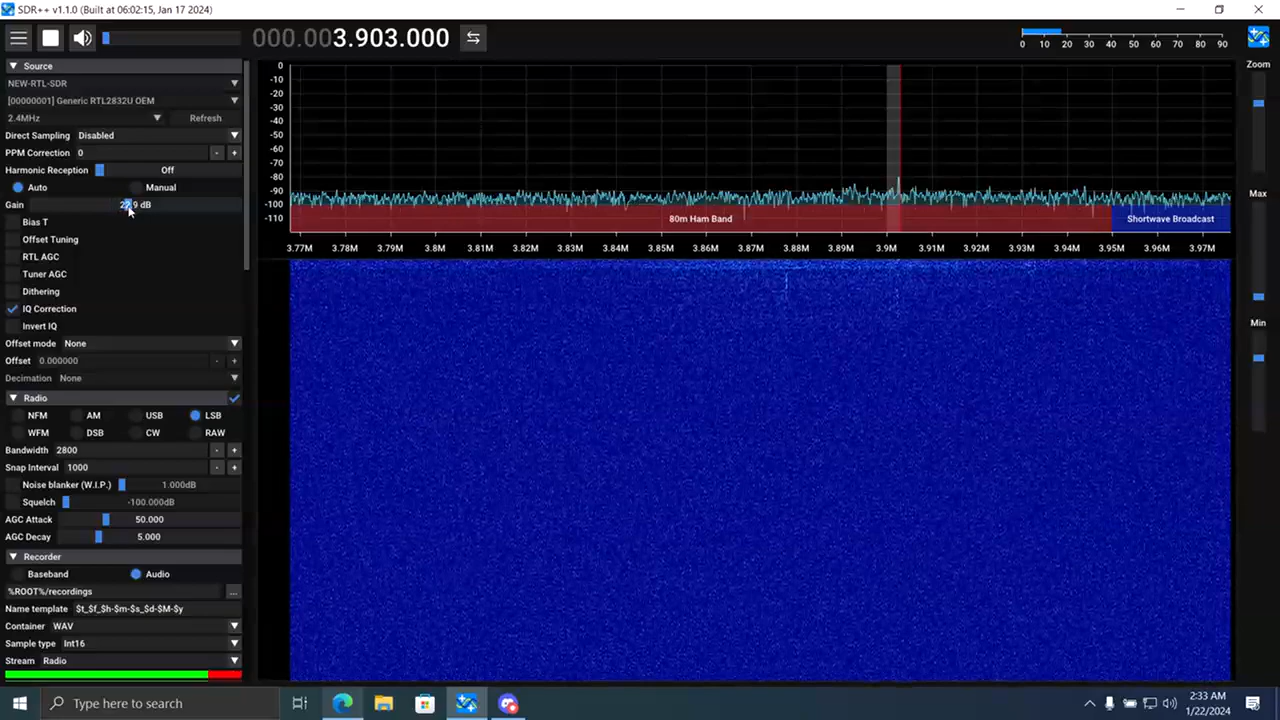 SDR++ v1.1.0 (Built at 06:02:15, Jan 17 2024)
000.003.903.000
0 10 20 30 40 50 60 70 80 90
Source
NEW-RTL-SDR
[00000001] Generic RTL2832U OEM
2.4MHz Refresh
Direct Sampling Disabled
PPM Correction 0 - +
Harmonic Reception Off
Auto Manual
Gain dB
Bias T
Offset Tuning
RTL AGC
Tuner AGC
Dithering
IQ Correction
Invert IQ
Offset mode None
Offset 0.000000 - +
Decimation None
Radio
NFM AM USB LSB
WFM DSB CW RAW
Bandwidth 2800 - +
Snap Interval 1000 - +
Noise blanker (W.I.P.) 1.000dB
Squelch -100.000dB
AGC Attack 50.000
AGC Decay 5.000
Recorder
Baseband Audio
%ROOT%/recordings ...
Name template $t_$f_$h-$m-$s_$d-$M-$y
Container WAV
Sample type Int16
Stream Radio
0
-10
-20
-30
-40
-50
-60
-70
-80
-90
-100
-110
80m Ham Band
Shortwave Broadcast
3.77M 3.78M 3.79M 3.8M 3.81M 3.82M 3.83M 3.84M 3.85M 3.86M 3.87M 3.88M 3.89M 3.9M 3.91M 3.92M 3.93M 3.94M 3.95M 3.96M 3.97M
Zoom
Max
Min
Type here to search
2:33 AM
1/22/2024